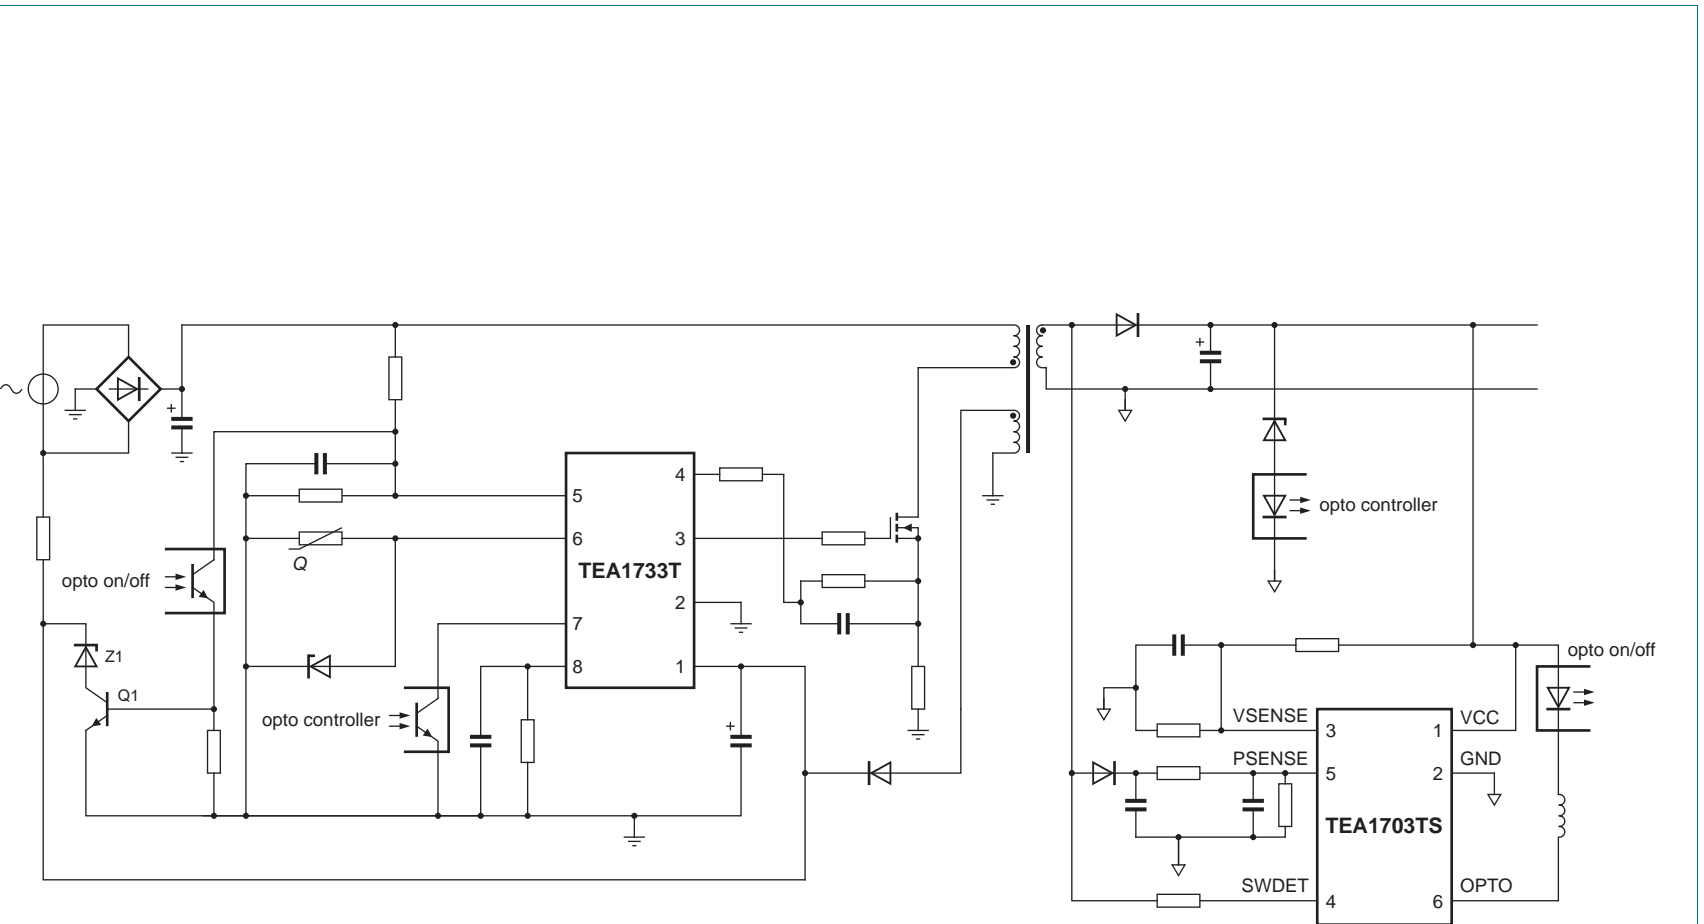 4
5
opto controller
6
3
Q
TEA1733T
opto on/off
2
7
Z1
opto on/off
8
1
Q1
VSENSE
VCC
opto controller
3
1
PSENSE
GND
5
2
TEA1703TS
SWDET
OPTO
4
6